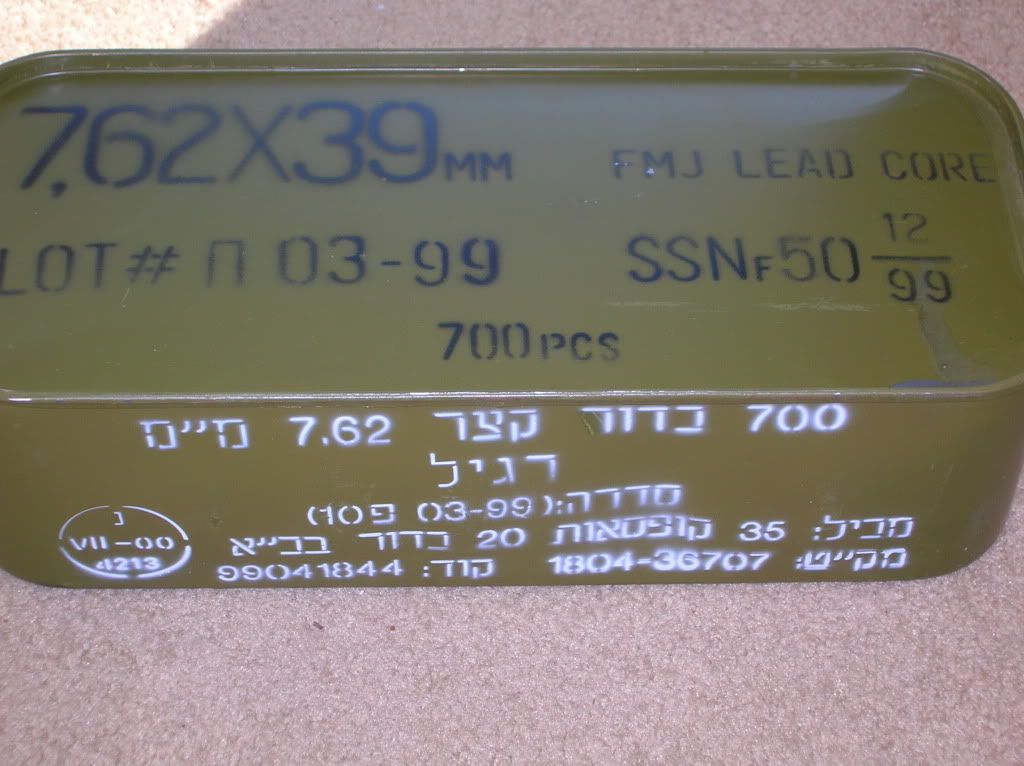 7,62X39MM FMJ LEAD CORE
LOT# П 03-99 SSNF50 12/99
700PCS
700 כדור קצר 7.62 מ"מ
רגיל
סדרה: (03-99 פ 10)
מכיל: 35 קופסאות 20 כדור בכ"א
מק"ט: 1804-36707 קוד: 99041844
נ
VII-00
4213